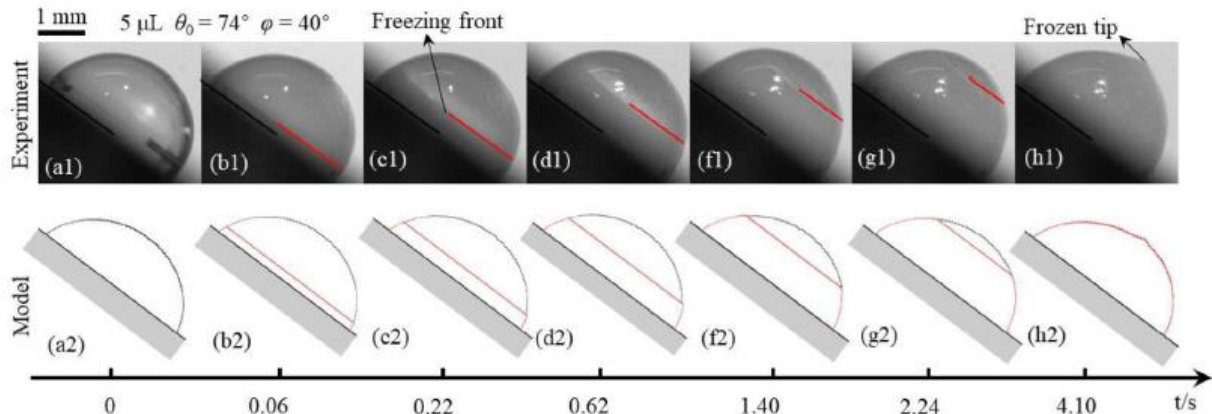 1 mm
5 μL θ₀ = 74° φ = 40°
Freezing front
Frozen tip
Experiment
(a1)
(b1)
(c1)
(d1)
(f1)
(g1)
(h1)
Model
(a2)
(b2)
(c2)
(d2)
(f2)
(g2)
(h2)
0
0.06
0.22
0.62
1.40
2.24
4.10
t/s